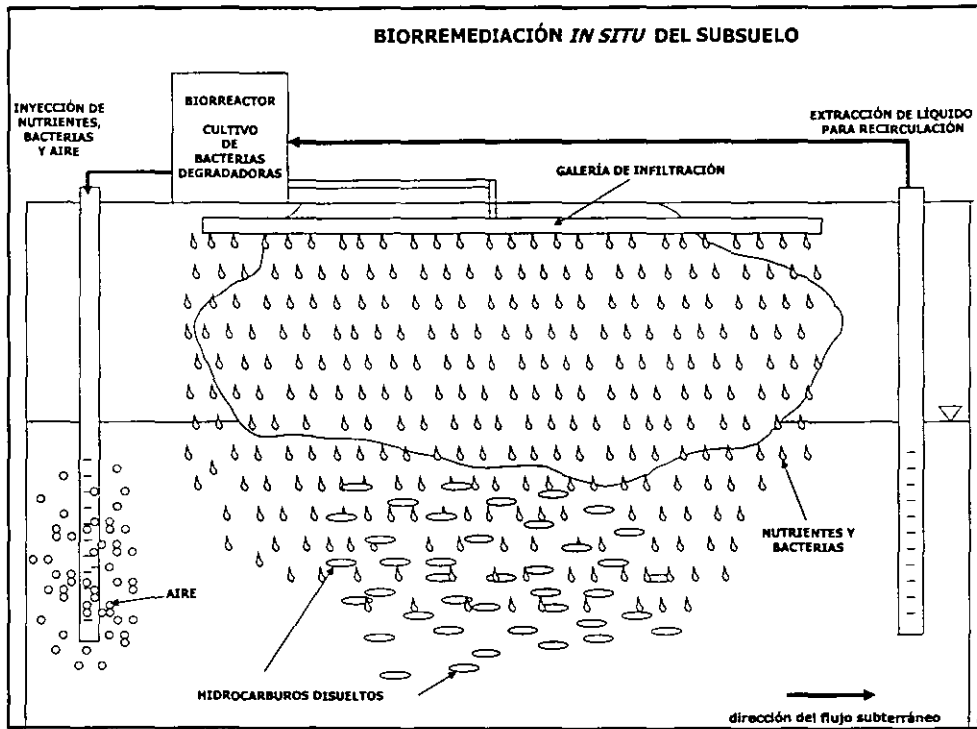 BIORREMEDIACIÓN IN SITU DEL SUBSUELO
INYECCIÓN DE
NUTRIENTES,
BACTERIAS
Y AIRE
BIORREACTOR
CULTIVO
DE
BACTERIAS
DEGRADADORAS
EXTRACCIÓN DE LÍQUIDO
PARA RECIRCULACIÓN
GALERÍA DE INFILTRACIÓN
NUTRIENTES Y
BACTERIAS
AIRE
HIDROCARBUROS DISUELTOS
dirección del flujo subterráneo